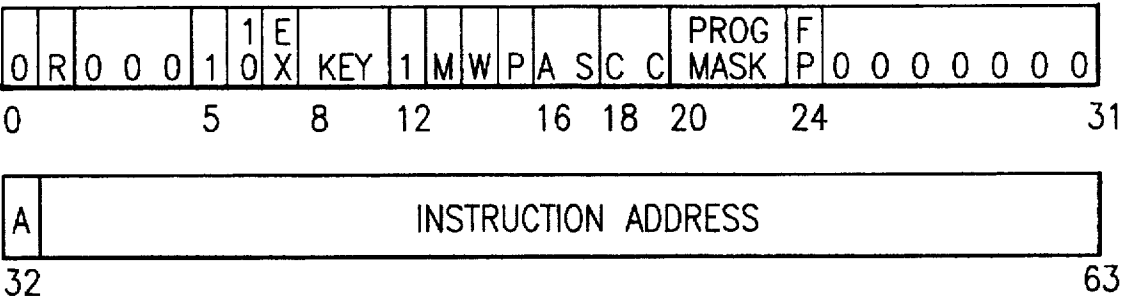 1 E PROG F
0 R 0 0 0 1 0 X KEY 1 M W P A S C C MASK P 0 0 0 0 0 0 0
0 5 8 12 16 18 20 24 31
A INSTRUCTION ADDRESS
32 63